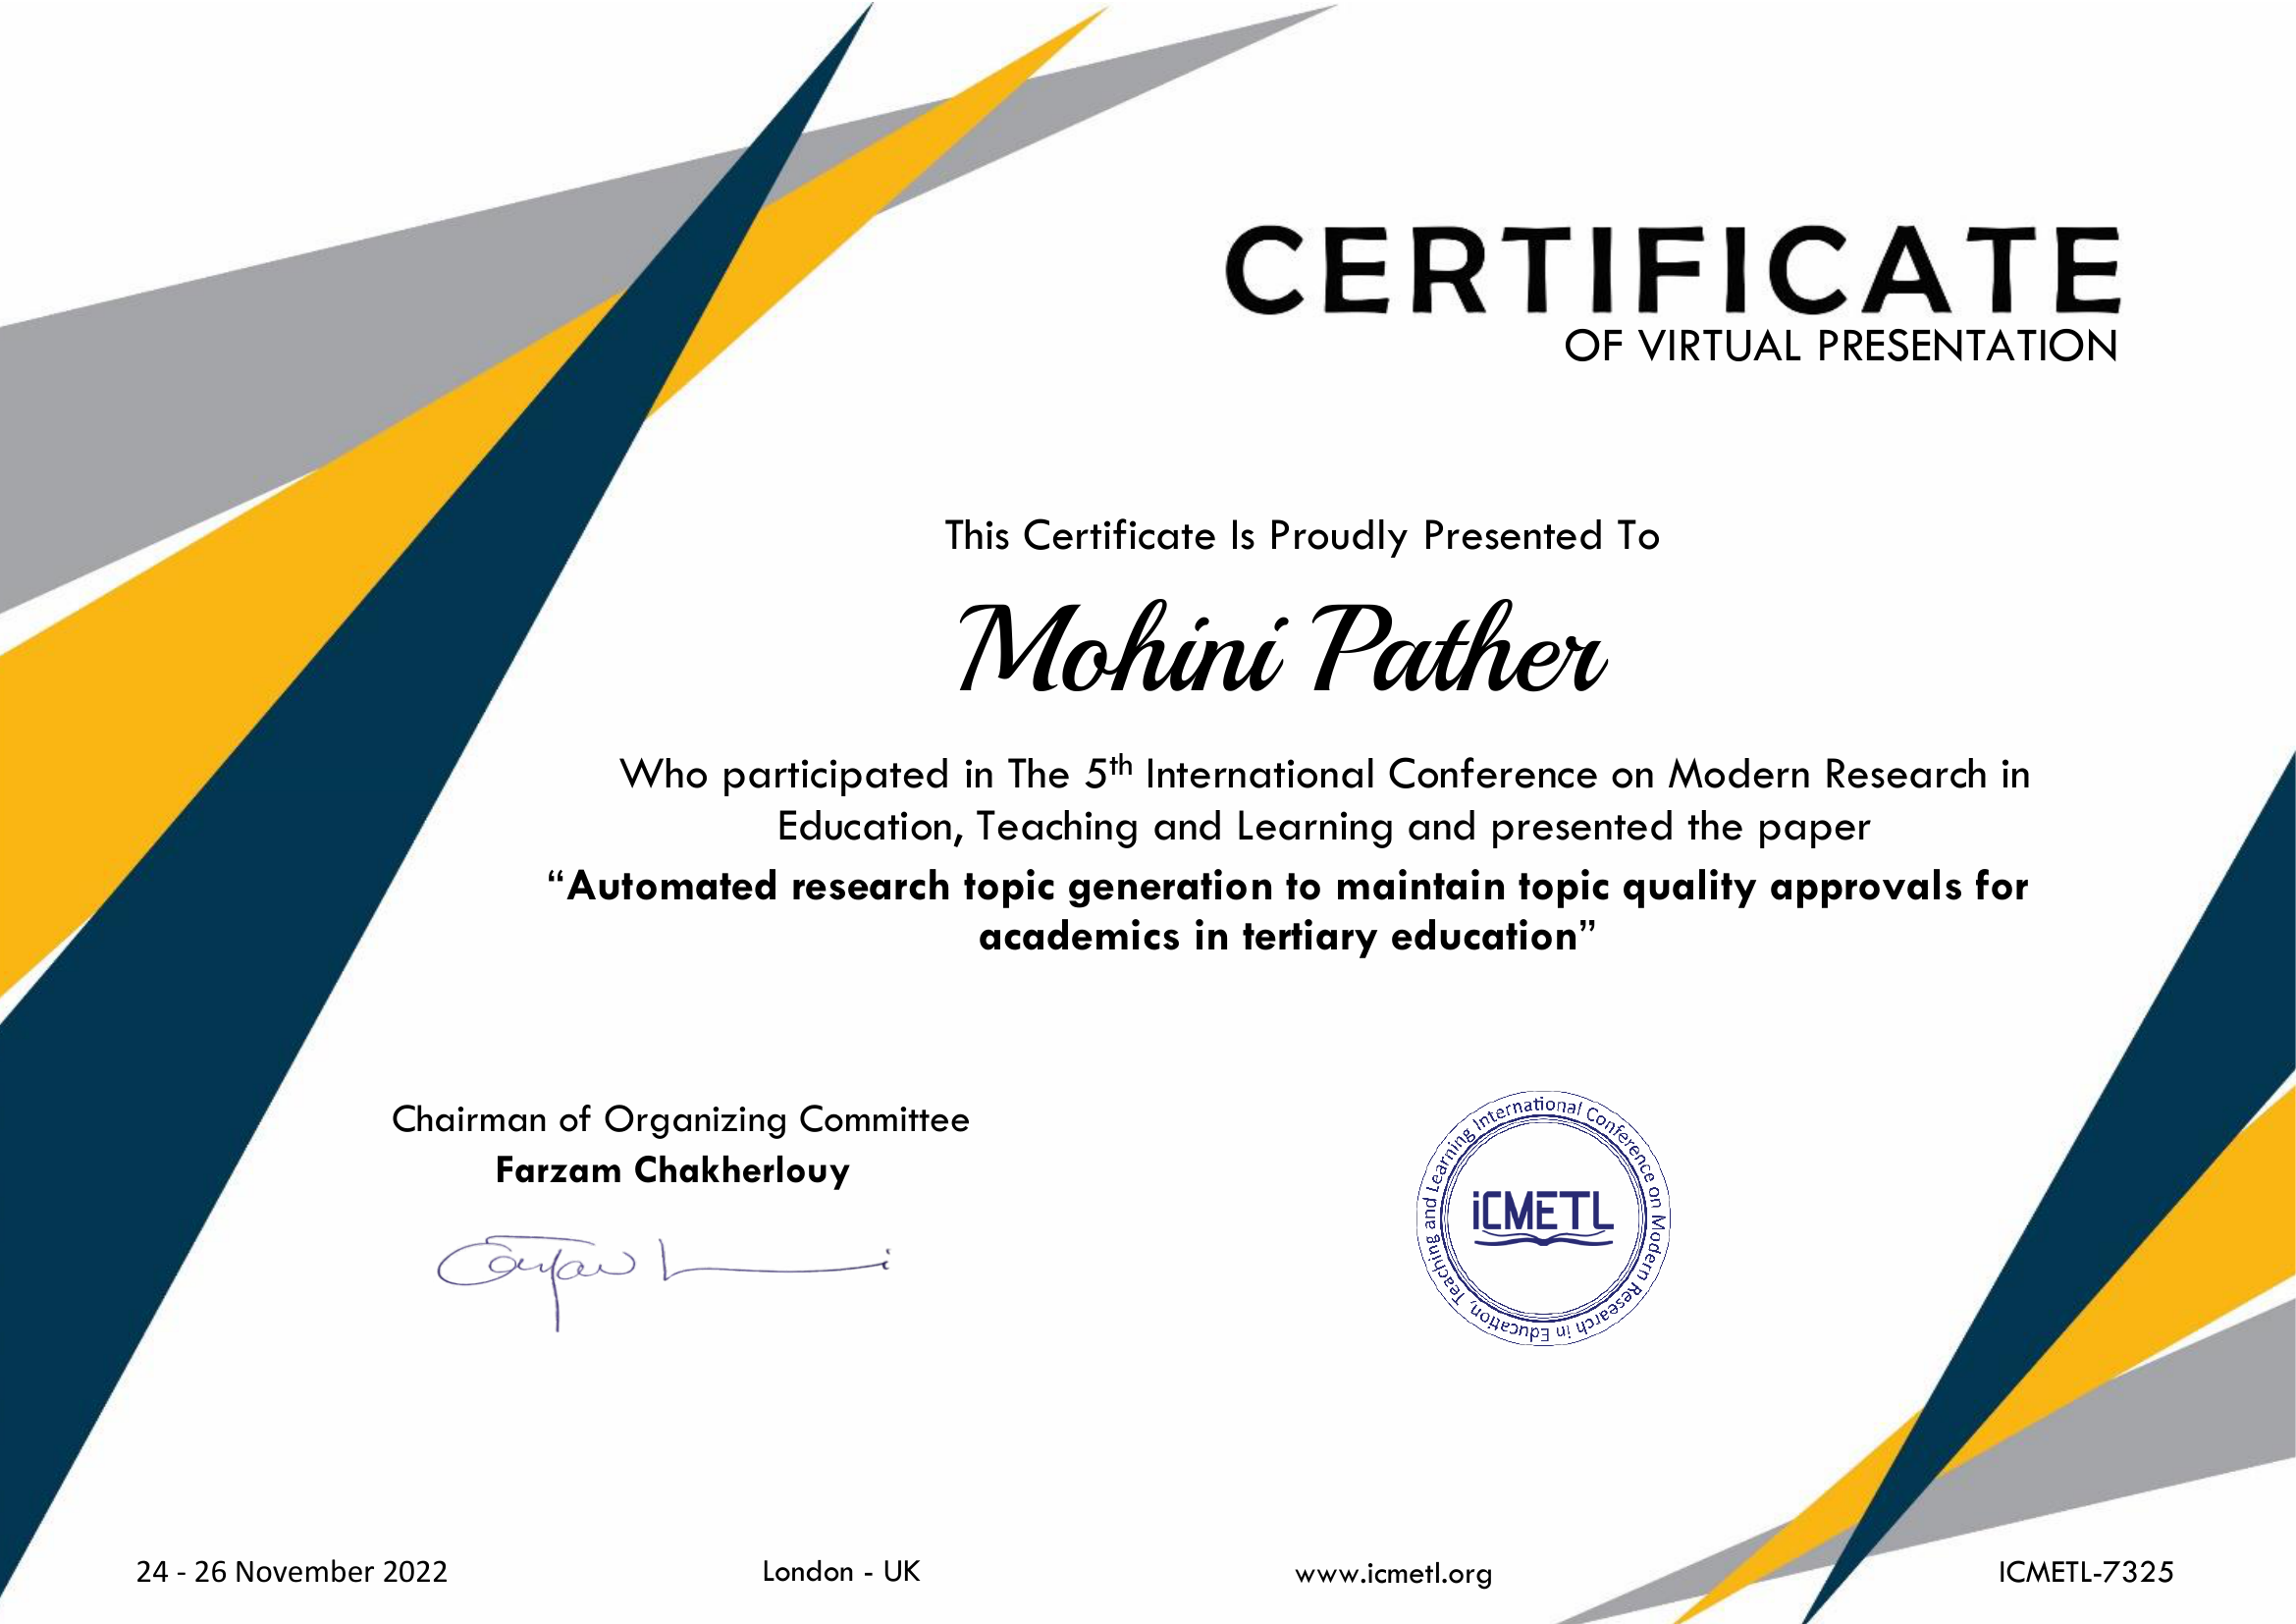 CERTIFICATE
OF VIRTUAL PRESENTATION
This Certificate Is Proudly Presented To
Mohini Pather
Who participated in The 5th International Conference on Modern Research in
Education, Teaching and Learning and presented the paper
“Automated research topic generation to maintain topic quality approvals for
academics in tertiary education”
Chairman of Organizing Committee
Farzam Chakherlouy
International Conference on Modern Research in Education, Teaching and Learning
iCMETL
24 - 26 November 2022
London - UK
www.icmetl.org
ICMETL-7325